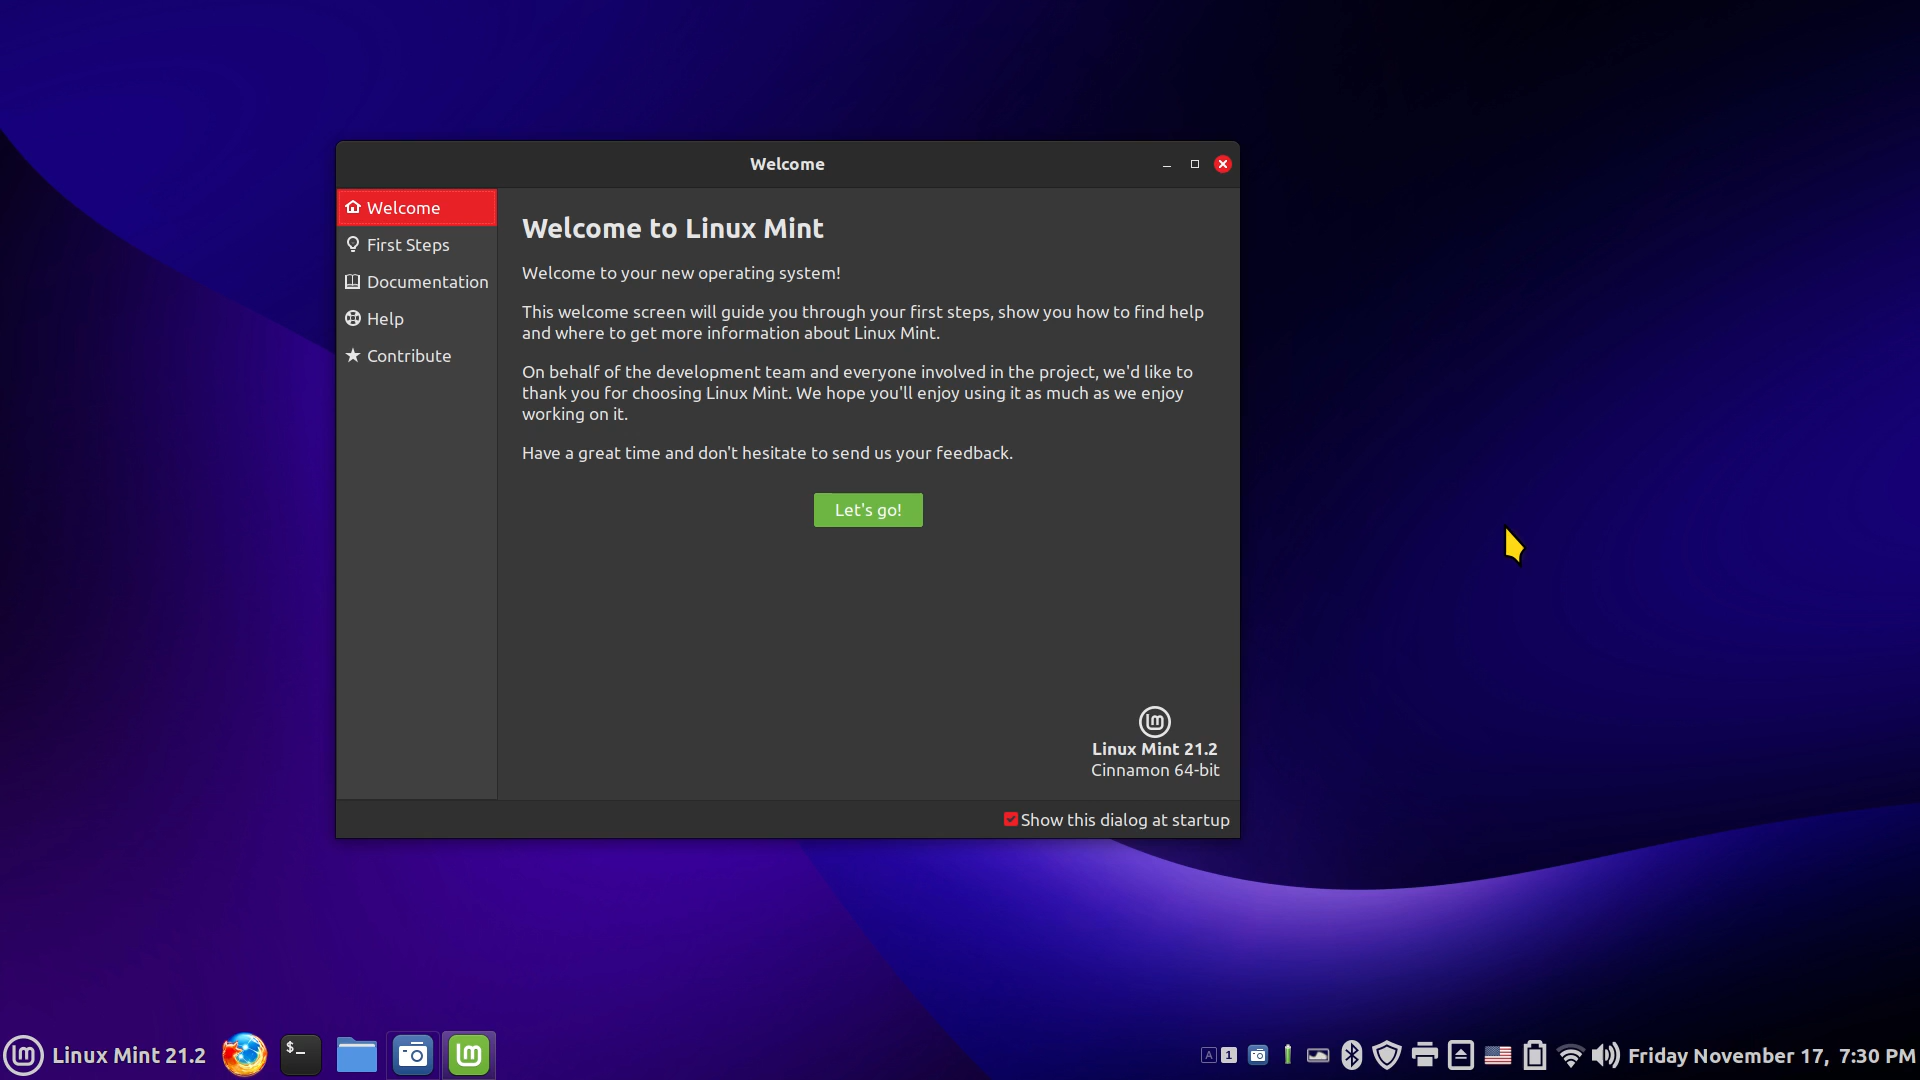 Welcome
Welcome
First Steps
Documentation
Help
Contribute
Welcome to Linux Mint
Welcome to your new operating system!
This welcome screen will guide you through your first steps, show you how to find help
and where to get more information about Linux Mint.
On behalf of the development team and everyone involved in the project, we'd like to
thank you for choosing Linux Mint. We hope you'll enjoy using it as much as we enjoy
working on it.
Have a great time and don't hesitate to send us your feedback.
Let's go!
Linux Mint 21.2
Cinnamon 64-bit
Show this dialog at startup
Linux Mint 21.2
$_
A 1
Friday November 17, 7:30 PM